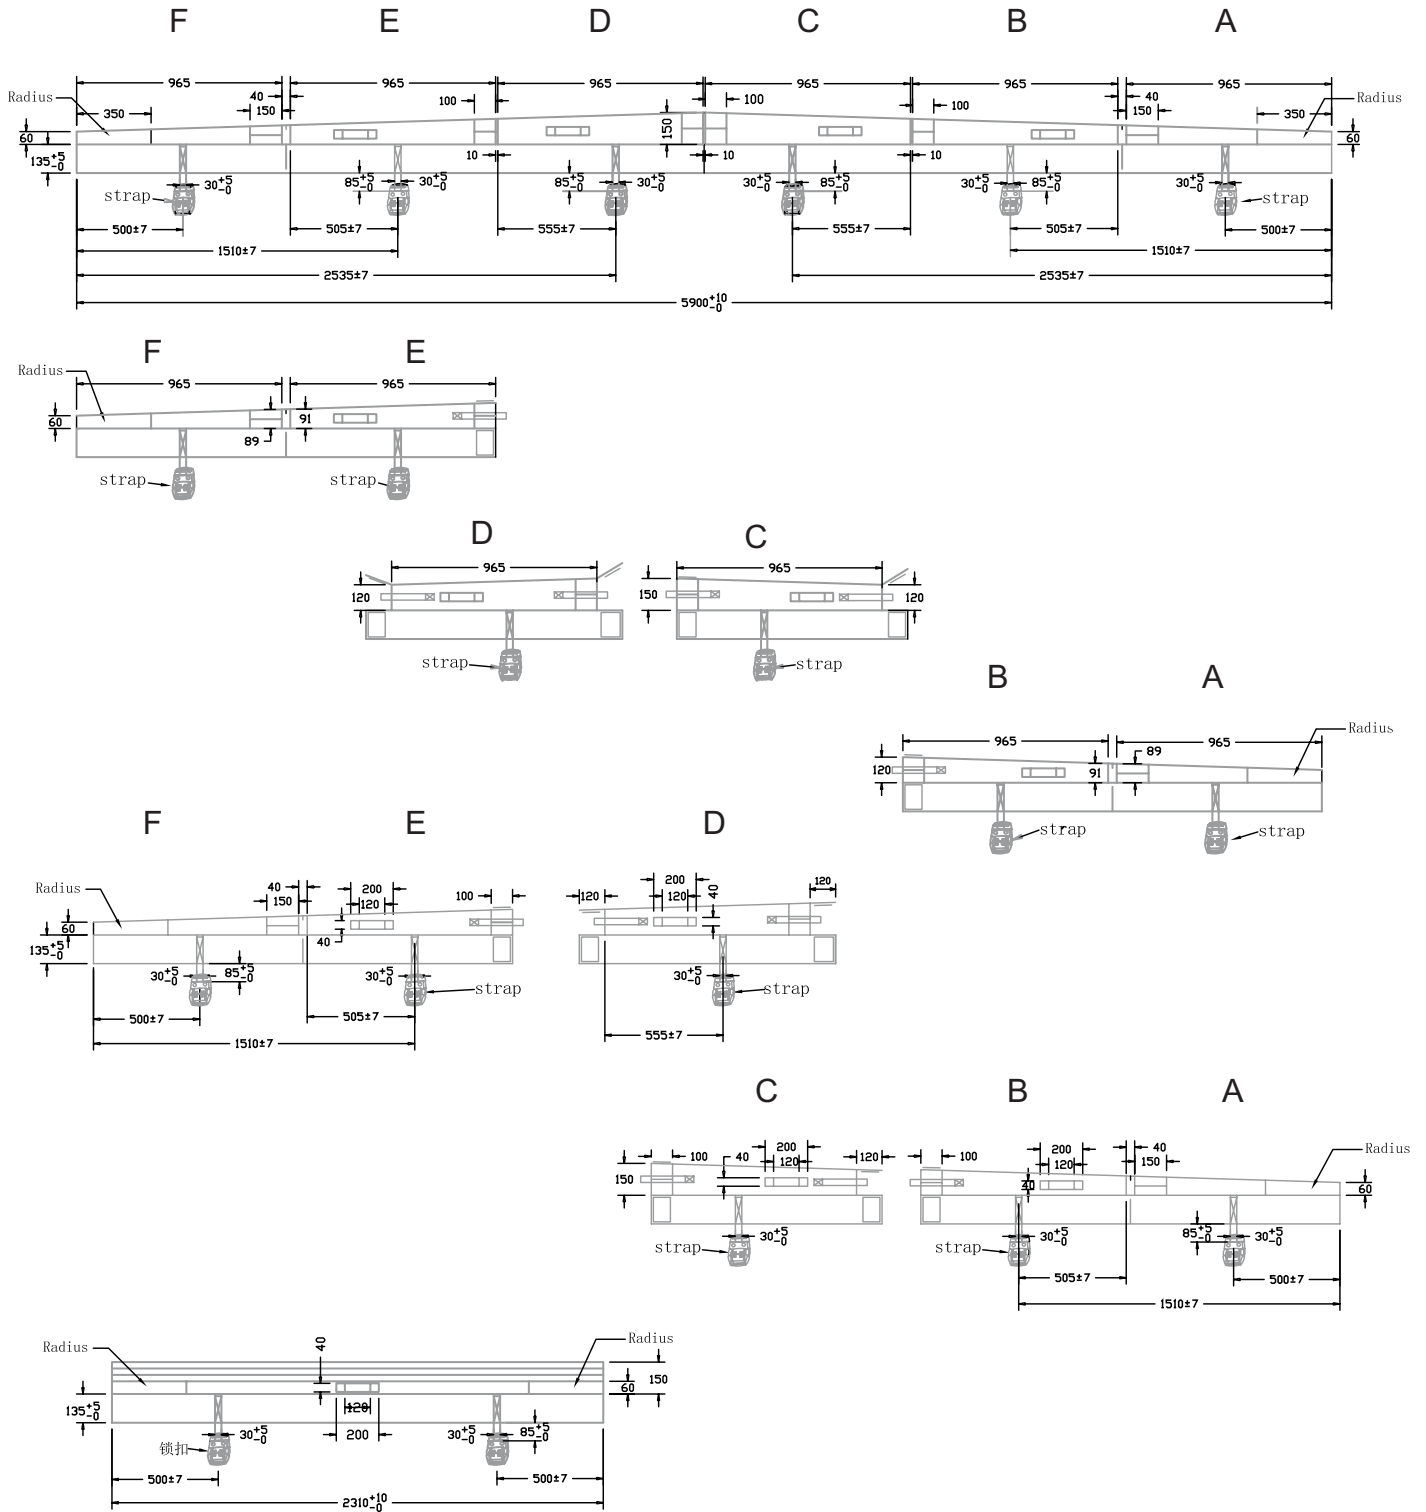 F E D C B A
965 965 965 965 965 965
Radius 350 40 150 100 100 100 40 150 350 Radius
60 150 60
135+5-0 10 10 10
strap 30+5-0 85+5-0 30+5-0 85+5-0 30+5-0 30+5-0 85+5-0 30+5-0 85+5-0 30+5-0 strap
500±7 505±7 555±7 555±7 505±7 500±7
1510±7 1510±7
2535±7 2535±7
5900+10-0
F E
Radius 965 965
60 89 91
strap strap
D C
965 965
120 150 120
strap strap
B A
965 965 Radius
120 91 89
strap strap
F E D
Radius 40 150 200 120 100 120 200 120 40 120
60 40
135+5-0 30+5-0 85+5-0 30+5-0 30+5-0
strap strap
500±7 505±7 555±7
1510±7
C B A
100 40 200 120 120 100 200 120 40 150 Radius
150 40 60
30+5-0 30+5-0 85+5-0 30+5-0
strap strap
505±7 500±7
1510±7
Radius 40 Radius
150
60
135+5-0 120
30+5-0 200 30+5-0 85+5-0
锁扣
500±7 500±7
2310+10-0